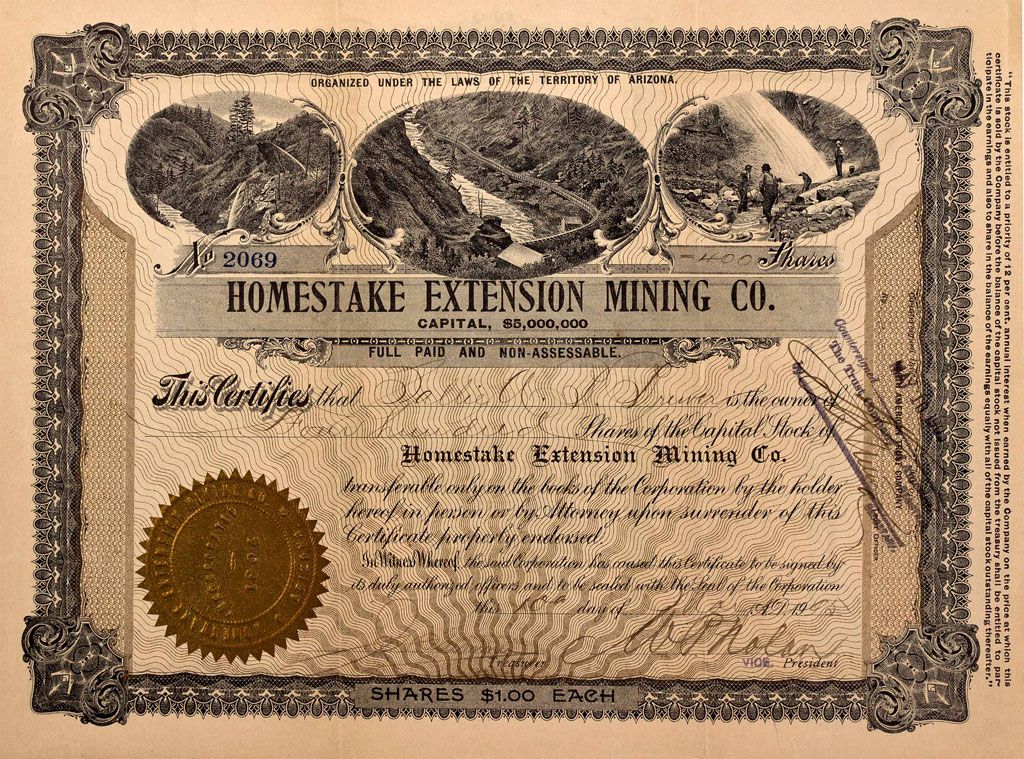 ORGANIZED UNDER THE LAWS OF THE TERRITORY OF ARIZONA.
No 2069
-400 Shares
HOMESTAKE EXTENSION MINING CO.
CAPITAL, $5,000,000
FULL PAID AND NON-ASSESSABLE.
This Certifies that is the owner of
Shares of the Capital Stock of
Homestake Extension Mining Co.
transferable only on the books of the Corporation by the holder
hereof in person or by Attorney upon surrender of this
Certificate properly endorsed.
In Witness Whereof, the said Corporation has caused this Certificate to be signed by
its duly authorized officers and to be sealed with the Seal of the Corporation
this day of A.D. 190
Treasurer
VICE President
SHARES $1.00 EACH
"This stock is entitled to a priority of 12 per cent. annual interest when earned by the Company on the price at which this
certificate is sold by the Company before the balance of the capital stock not issued from the treasury shall be entitled to par-
ticipate in the earnings and also to share in the balance of the earnings equally with all of the capital stock outstanding thereafter."
Countersigned
The Trust Company